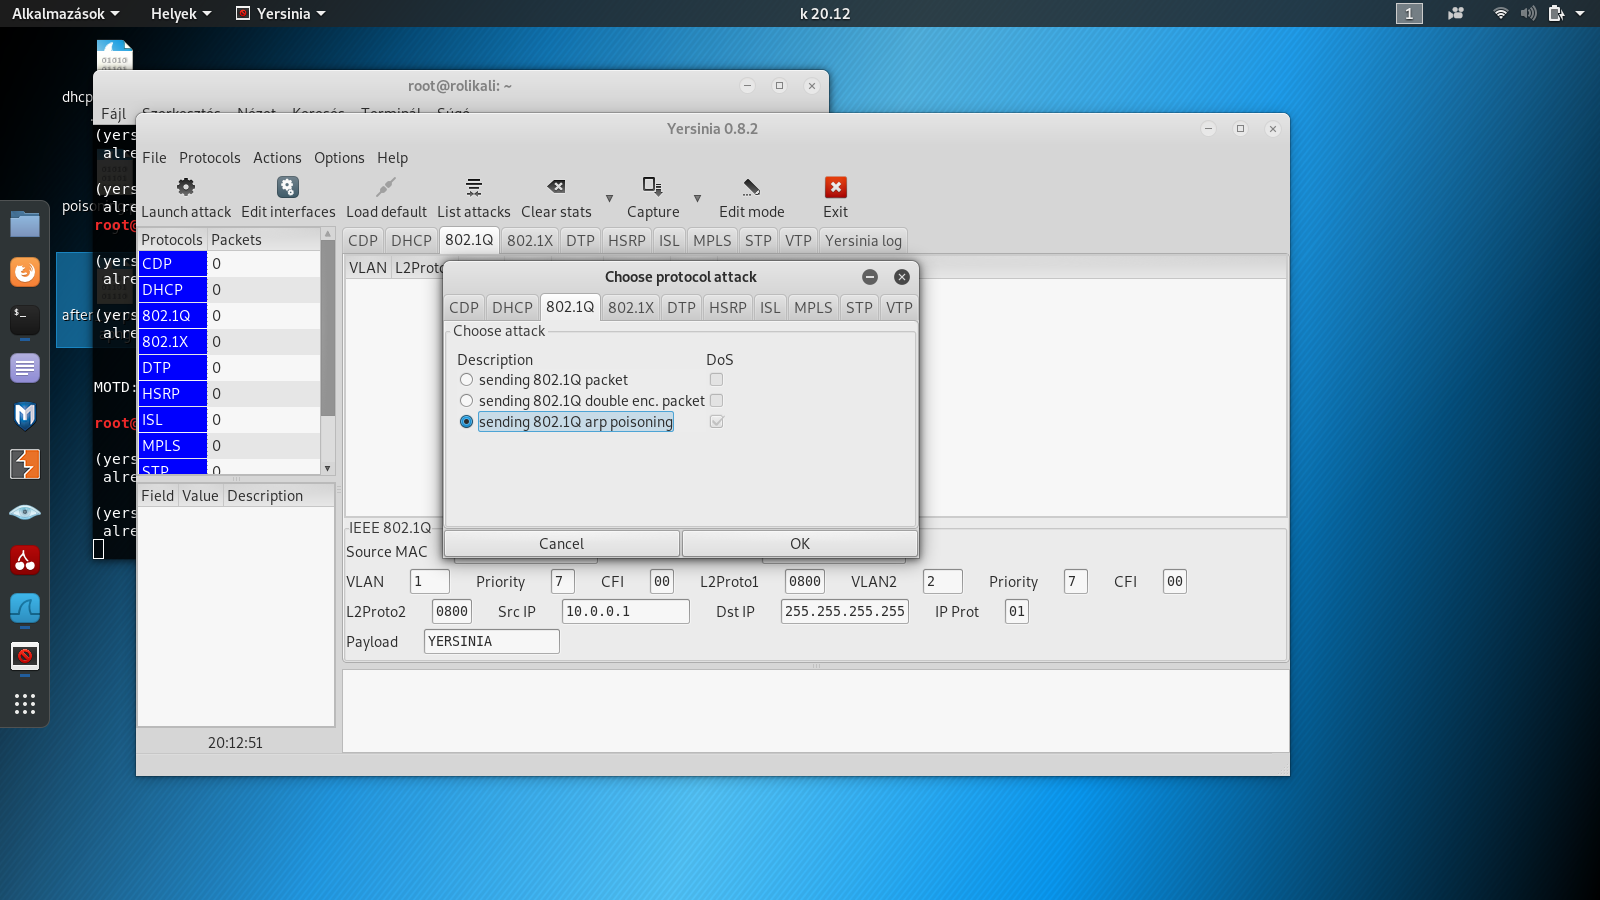 Alkalmazások Helyek Yersinia k 20.12 1
01010
dhcp
root@rolikali: ~
Fájl Szerkesztés Nézet Keresés Terminál Súgó
(yers
alre
(yers
alre
poison
root@
(yers
alre
after
(yers
alre
MOTD:
root@
(yers
alre
(yers
alre
Yersinia 0.8.2
File Protocols Actions Options Help
Launch attack Edit interfaces Load default List attacks Clear stats Capture Edit mode Exit
Protocols Packets
CDP 0
DHCP 0
802.1Q 0
802.1X 0
DTP 0
HSRP 0
ISL 0
MPLS 0
STP 0
Field Value Description
20:12:51
CDP DHCP 802.1Q 802.1X DTP HSRP ISL MPLS STP VTP Yersinia log
VLAN L2Proto
Choose protocol attack
CDP DHCP 802.1Q 802.1X DTP HSRP ISL MPLS STP VTP
Choose attack
Description DoS
sending 802.1Q packet
sending 802.1Q double enc. packet
sending 802.1Q arp poisoning
Cancel OK
IEEE 802.1Q
Source MAC
VLAN 1 Priority 7 CFI 00 L2Proto1 0800 VLAN2 2 Priority 7 CFI 00
L2Proto2 0800 Src IP 10.0.0.1 Dst IP 255.255.255.255 IP Prot 01
Payload YERSINIA